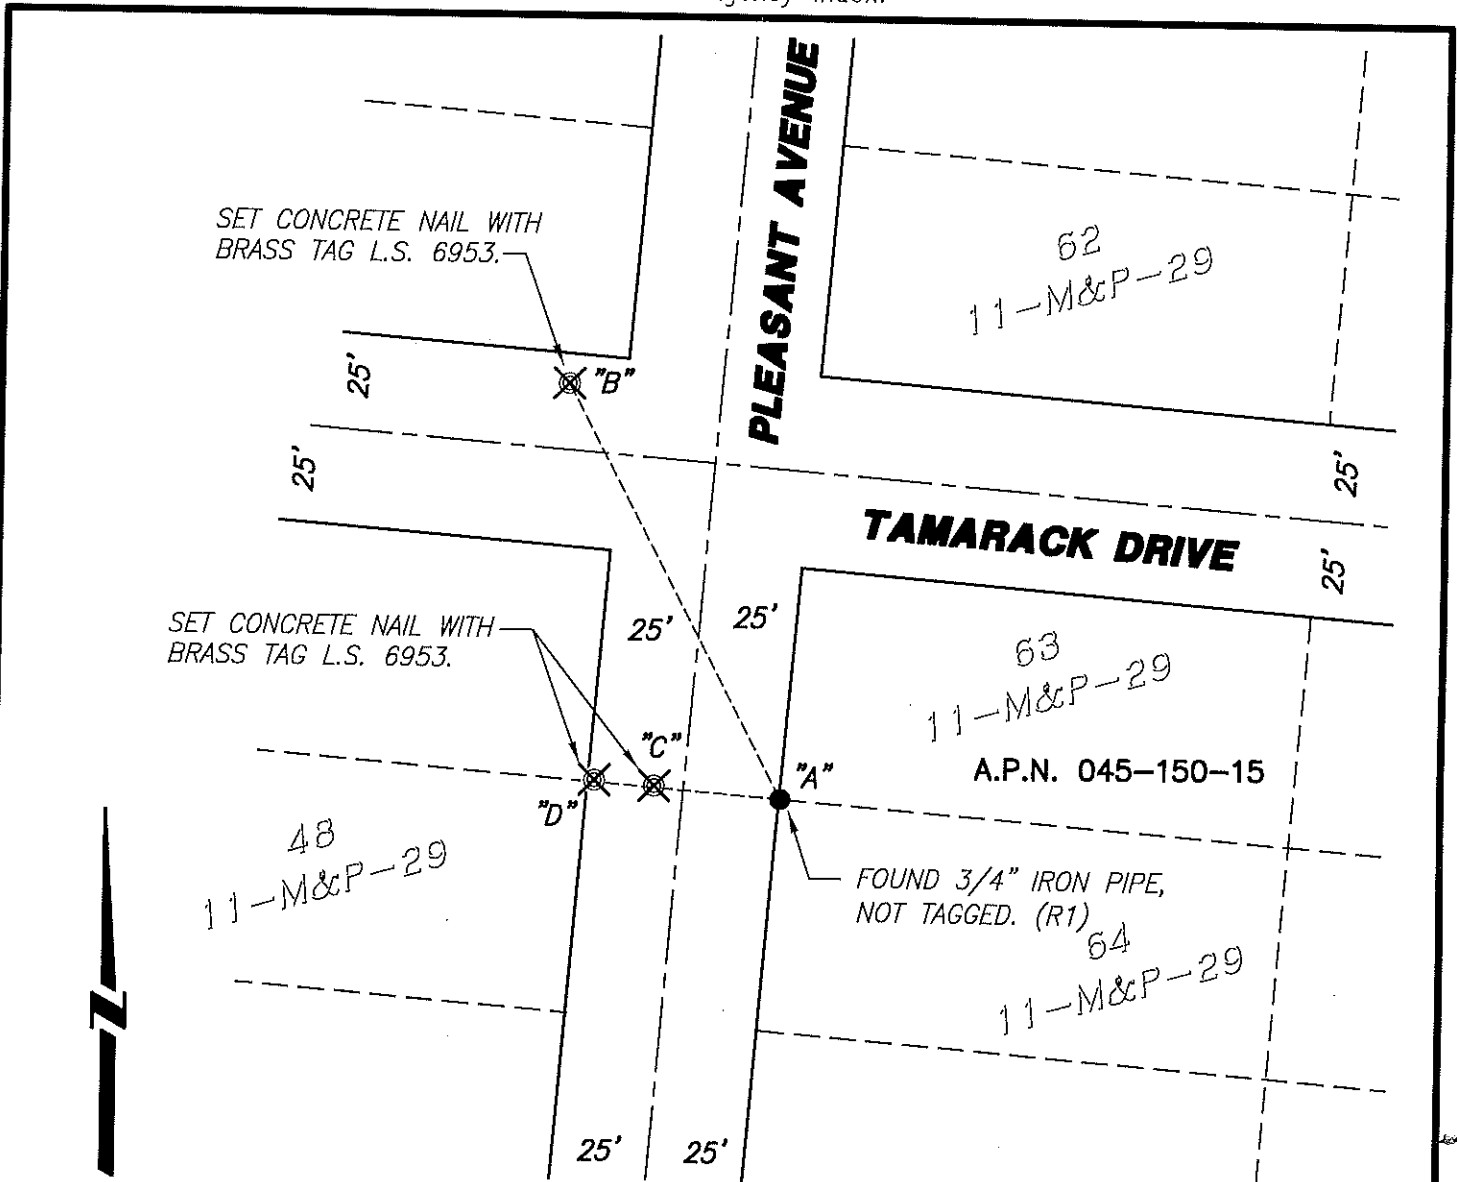 PLEASANT AVENUE
SET CONCRETE NAIL WITH
BRASS TAG L.S. 6953.
62
11-M&P-29
25'
"B"
25'
25'
25'
TAMARACK DRIVE
25'
SET CONCRETE NAIL WITH
BRASS TAG L.S. 6953.
25'
25'
63
11-M&P-29
"C"
"A"
A.P.N. 045-150-15
"D"
48
11-M&P-29
FOUND 3/4" IRON PIPE,
NOT TAGGED. (R1)
64
11-M&P-29
Z
25'
25'